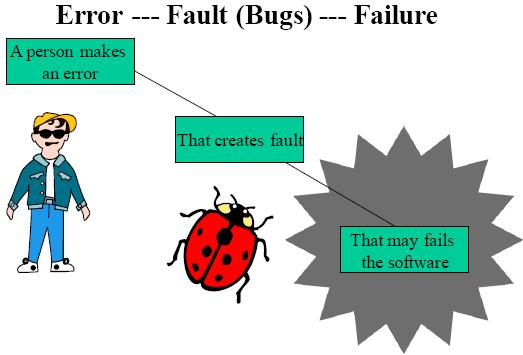 Error --- Fault (Bugs) --- Failure
A person makes
an error
That creates fault
That may fails
the software